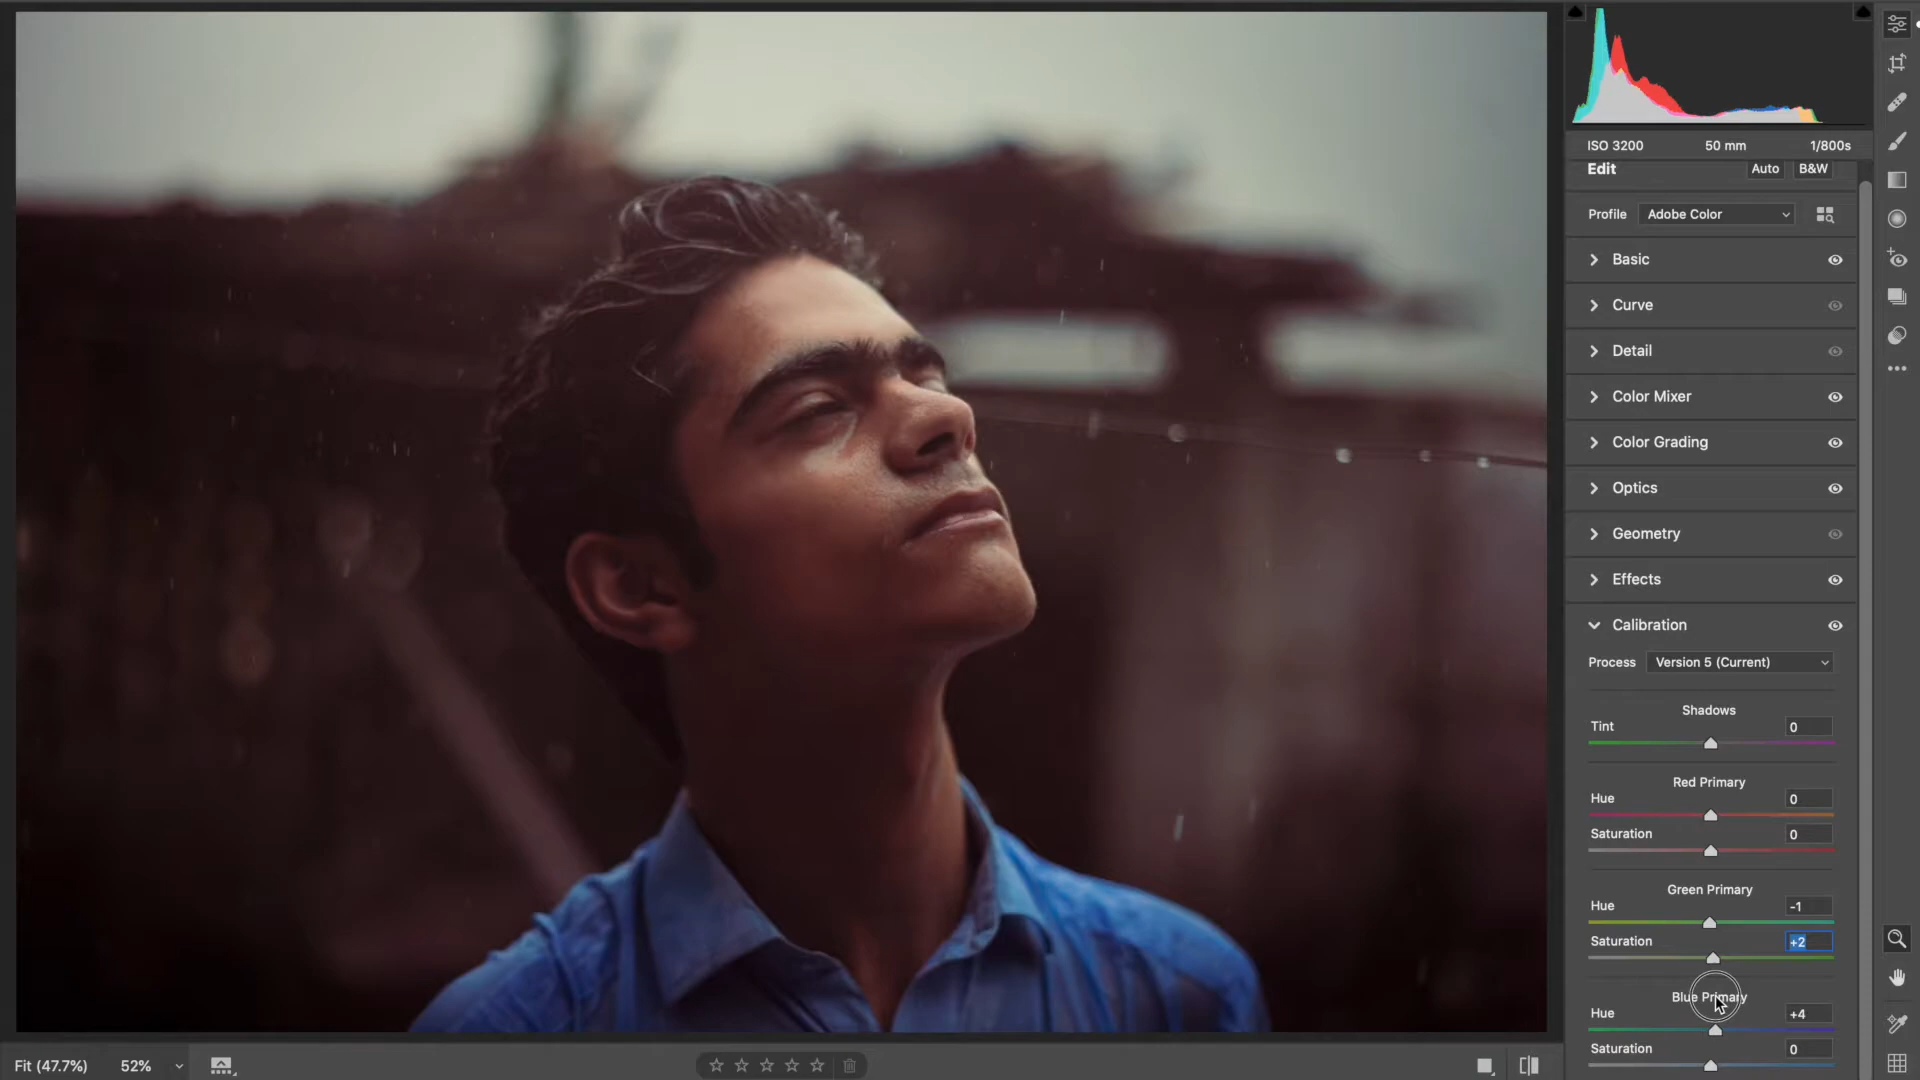 ISO 3200 50 mm 1/800s
Edit Auto B&W
Profile Adobe Color
Basic
Curve
Detail
Color Mixer
Color Grading
Optics
Geometry
Effects
Calibration
Process Version 5 (Current)
Shadows
Tint 0
Red Primary
Hue 0
Saturation 0
Green Primary
Hue -1
Saturation +2
Blue Primary
Hue +4
Saturation 0
Fit (47.7%) 52%